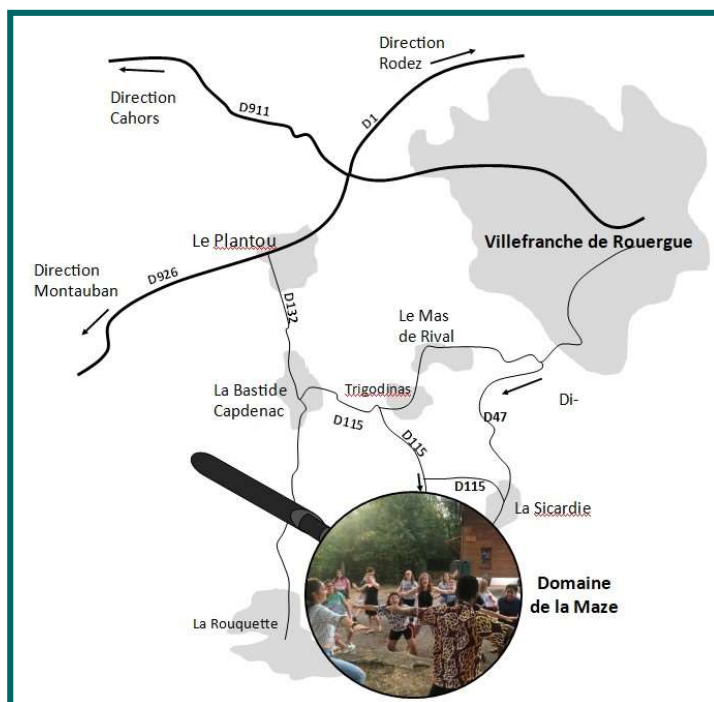 Direction
Rodez
Direction
Cahors
D911
D1
Le Plantou
Villefranche de Rouergue
Direction
Montauban
D926
D132
Le Mas
de Rival
La Bastide
Capdenac
Trigodinas
Di-
D47
D115
D115
D115
La Sicardie
Domaine
de la Maze
La Rouquette